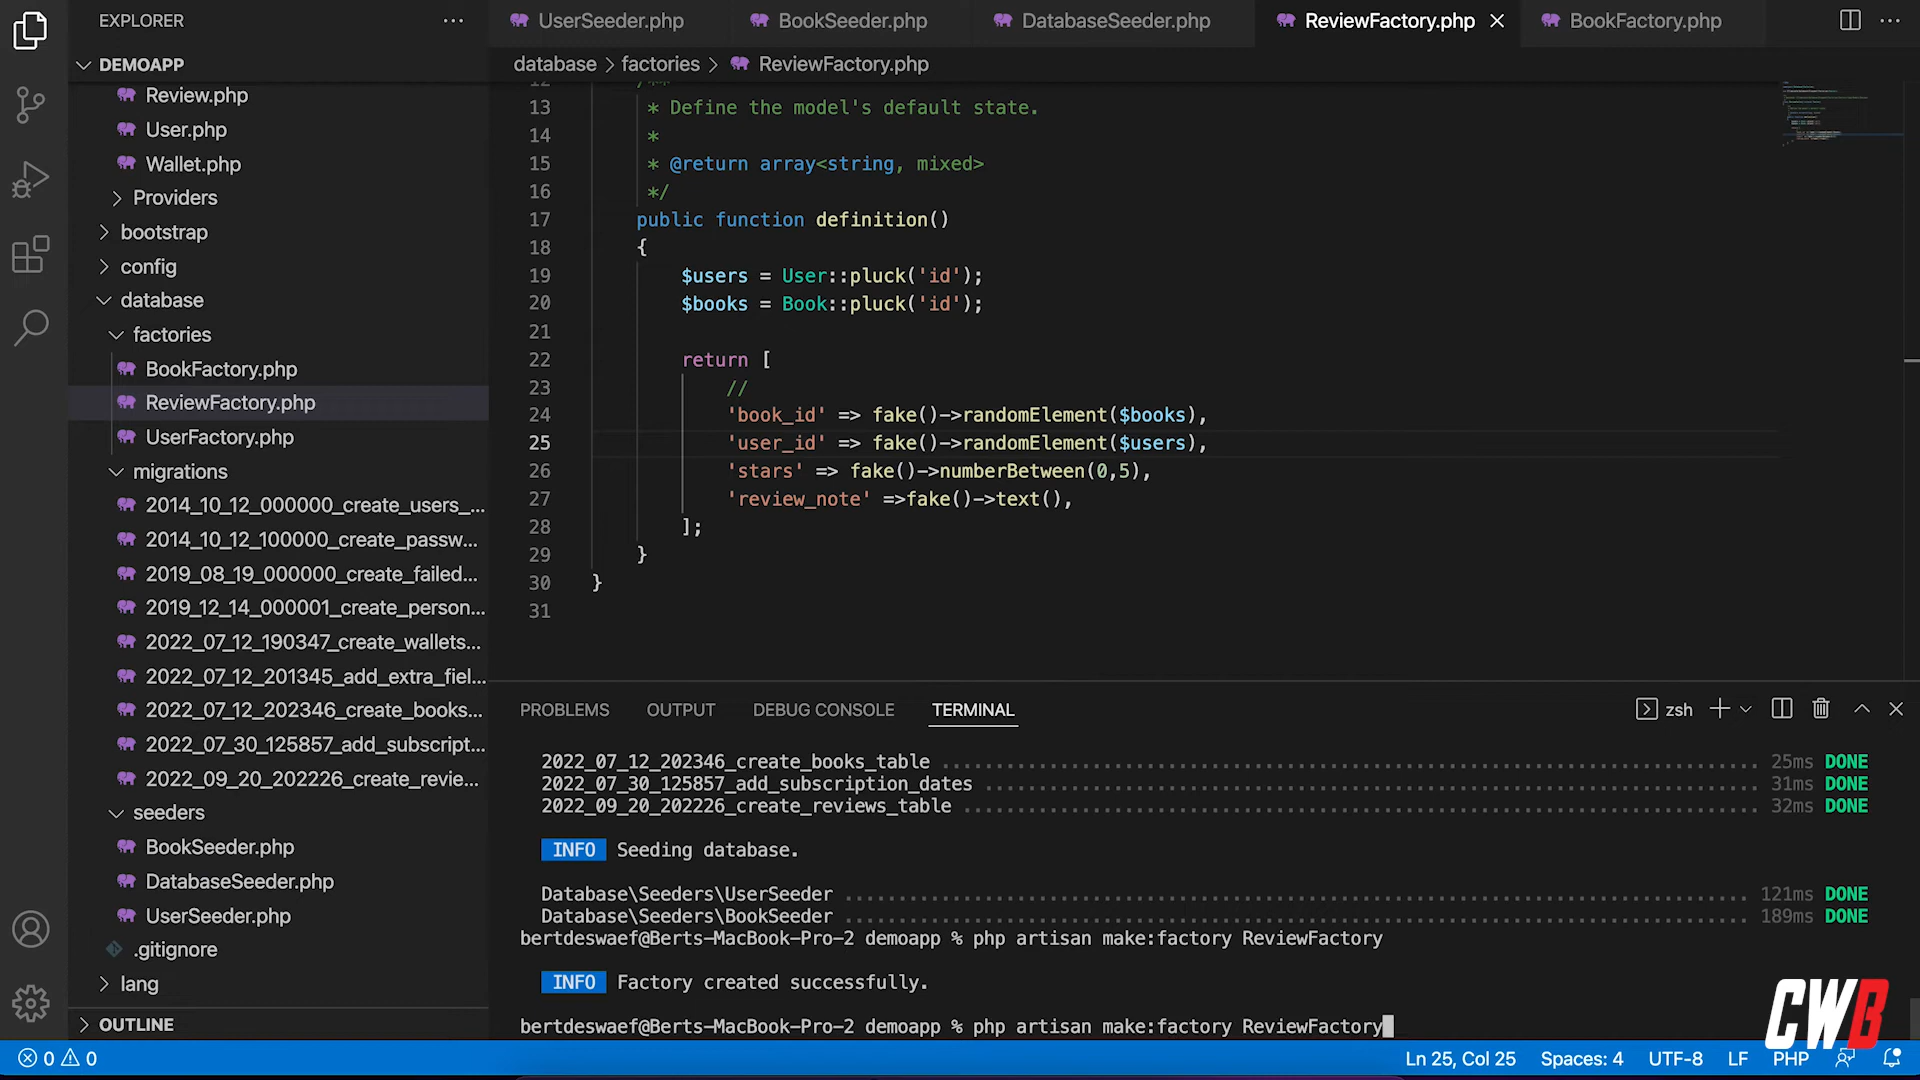 EXPLORER
UserSeeder.php
BookSeeder.php
DatabaseSeeder.php
ReviewFactory.php
BookFactory.php
DEMOAPP
database > factories > ReviewFactory.php
Review.php
User.php
Wallet.php
Providers
bootstrap
config
database
factories
BookFactory.php
ReviewFactory.php
UserFactory.php
migrations
2014_10_12_000000_create_users_...
2014_10_12_100000_create_passw...
2019_08_19_000000_create_failed...
2019_12_14_000001_create_person...
2022_07_12_190347_create_wallets...
2022_07_12_201345_add_extra_fiel...
2022_07_12_202346_create_books...
2022_07_30_125857_add_subscript...
2022_09_20_202226_create_revie...
seeders
BookSeeder.php
DatabaseSeeder.php
UserSeeder.php
.gitignore
lang
OUTLINE
12 /**
13 * Define the model's default state.
14 *
15 * @return array<string, mixed>
16 */
17 public function definition()
18 {
19 $users = User::pluck('id');
20 $books = Book::pluck('id');
21
22 return [
23 //
24 'book_id' => fake()->randomElement($books),
25 'user_id' => fake()->randomElement($users),
26 'stars' => fake()->numberBetween(0,5),
27 'review_note' =>fake()->text(),
28 ];
29 }
30 }
31
PROBLEMS OUTPUT DEBUG CONSOLE TERMINAL
zsh
2022_07_12_202346_create_books_table 25ms DONE
2022_07_30_125857_add_subscription_dates 31ms DONE
2022_09_20_202226_create_reviews_table 32ms DONE
INFO Seeding database.
Database\Seeders\UserSeeder 121ms DONE
Database\Seeders\BookSeeder 189ms DONE
bertdeswaef@Berts-MacBook-Pro-2 demoapp % php artisan make:factory ReviewFactory
INFO Factory created successfully.
bertdeswaef@Berts-MacBook-Pro-2 demoapp % php artisan make:factory ReviewFactory
CWB
0 0
Ln 25, Col 25 Spaces: 4 UTF-8 LF PHP